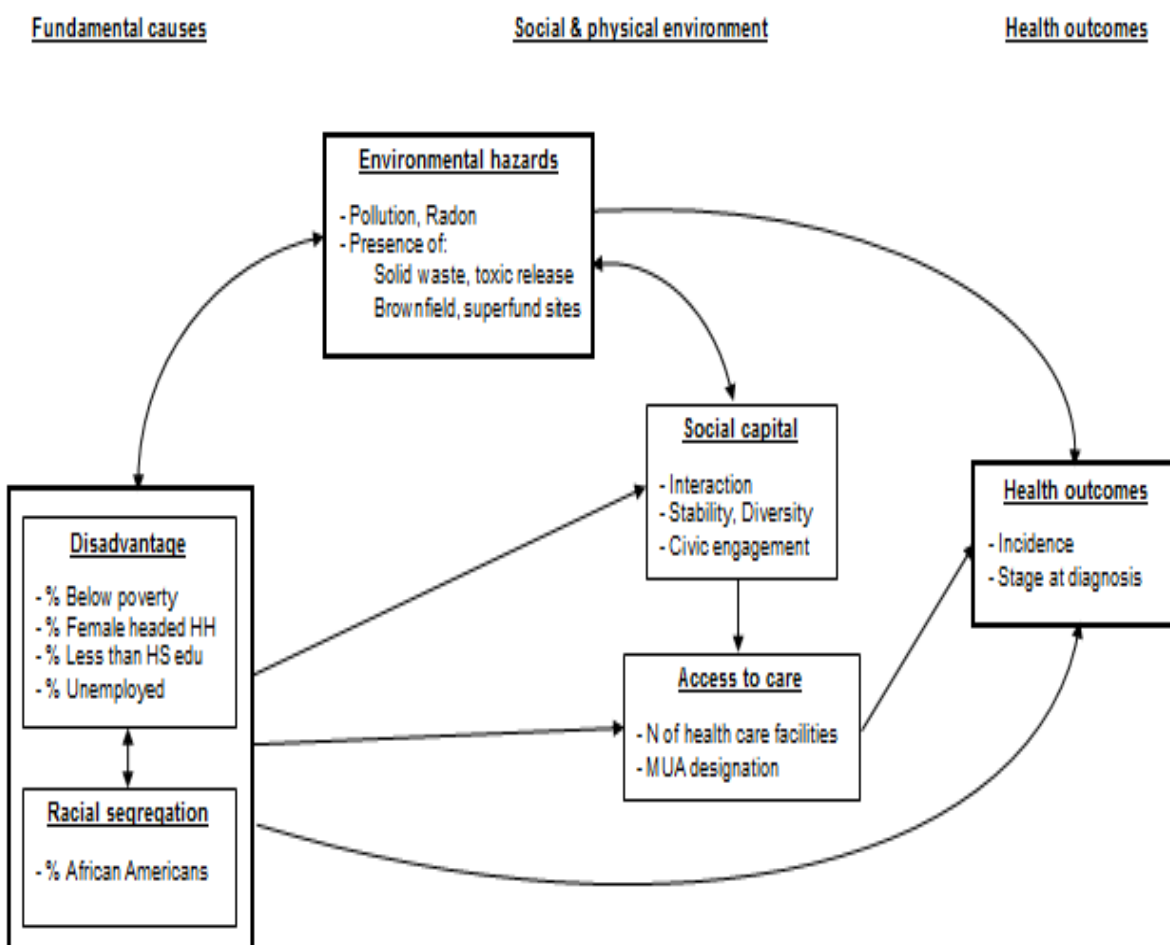 Fundamental causes
Social & physical environment
Health outcomes
Environmental hazards
- Pollution, Radon
- Presence of:
Solid waste, toxic release
Brownfield, superfund sites
Social capital
- Interaction
- Stability, Diversity
- Civic engagement
Health outcomes
- Incidence
- Stage at diagnosis
Disadvantage
- % Below poverty
- % Female headed HH
- % Less than HS edu
- % Unemployed
Access to care
- N of health care facilities
- MUA designation
Racial segregation
- % African Americans